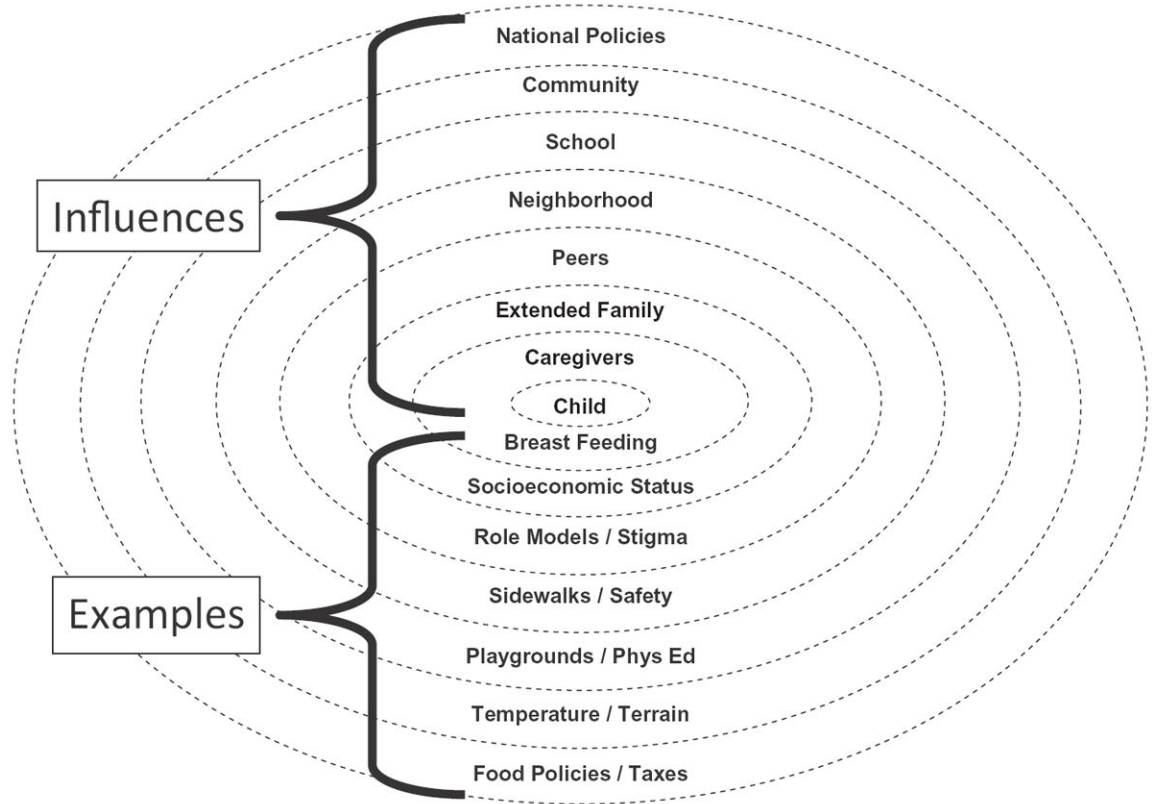 National Policies
Community
School
Influences
Neighborhood
Peers
Extended Family
Caregivers
Child
Breast Feeding
Socioeconomic Status
Role Models / Stigma
Sidewalks / Safety
Examples
Playgrounds / Phys Ed
Temperature / Terrain
Food Policies / Taxes